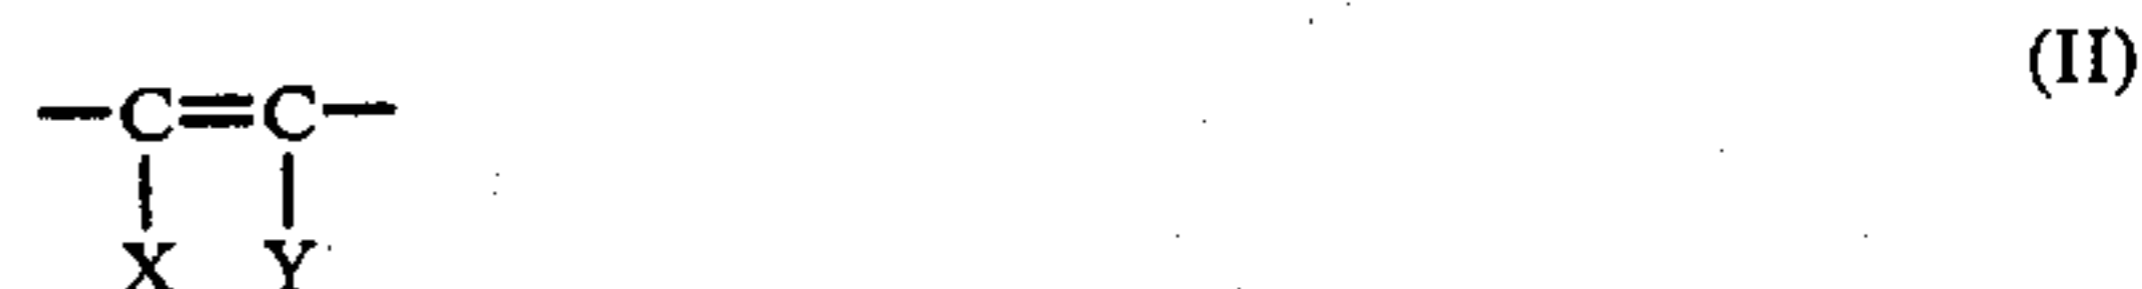 (II)
—C=C—
X Y